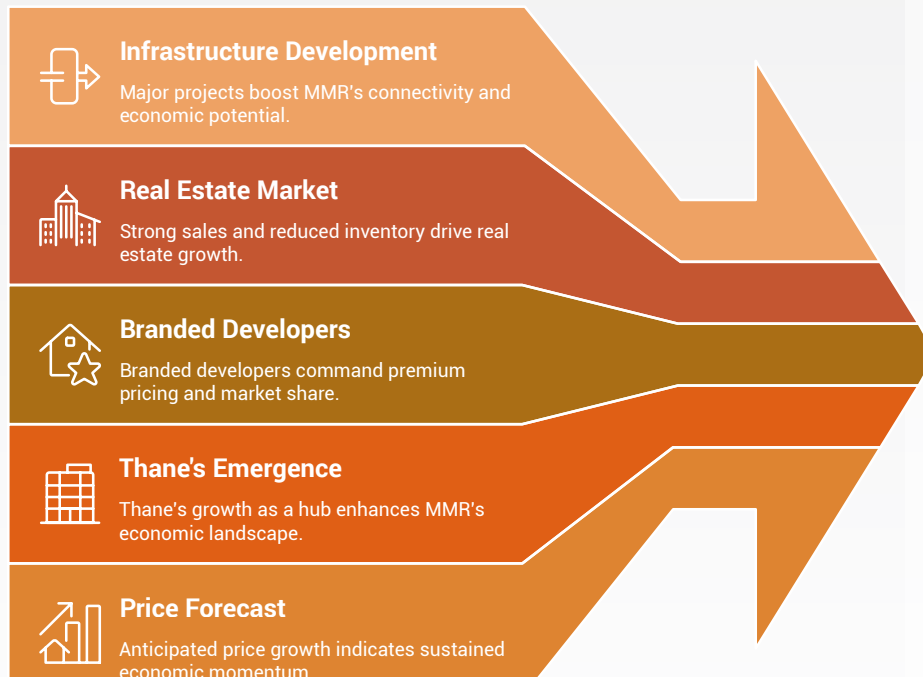 Infrastructure Development
Major projects boost MMR's connectivity and
economic potential.
Real Estate Market
Strong sales and reduced inventory drive real
estate growth.
Branded Developers
Branded developers command premium
pricing and market share.
Thane's Emergence
Thane's growth as a hub enhances MMR's
economic landscape.
Price Forecast
Anticipated price growth indicates sustained
economic momentum.